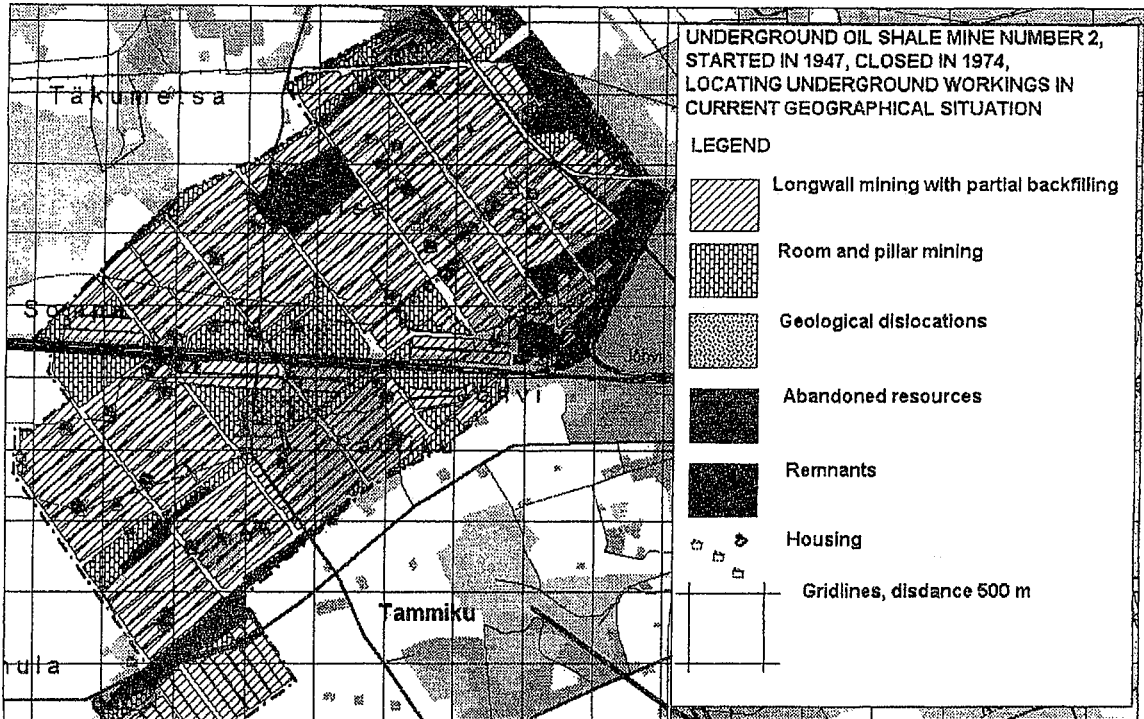 UNDERGROUND OIL SHALE MINE NUMBER 2,
STARTED IN 1947, CLOSED IN 1974,
LOCATING UNDERGROUND WORKINGS IN
CURRENT GEOGRAPHICAL SITUATION
LEGEND
Longwall mining with partial backfilling
Room and pillar mining
Geological dislocations
Abandoned resources
Remnants
Housing
Gridlines, disdance 500 m
Täkumetsa
Jõhvi
Tammiku